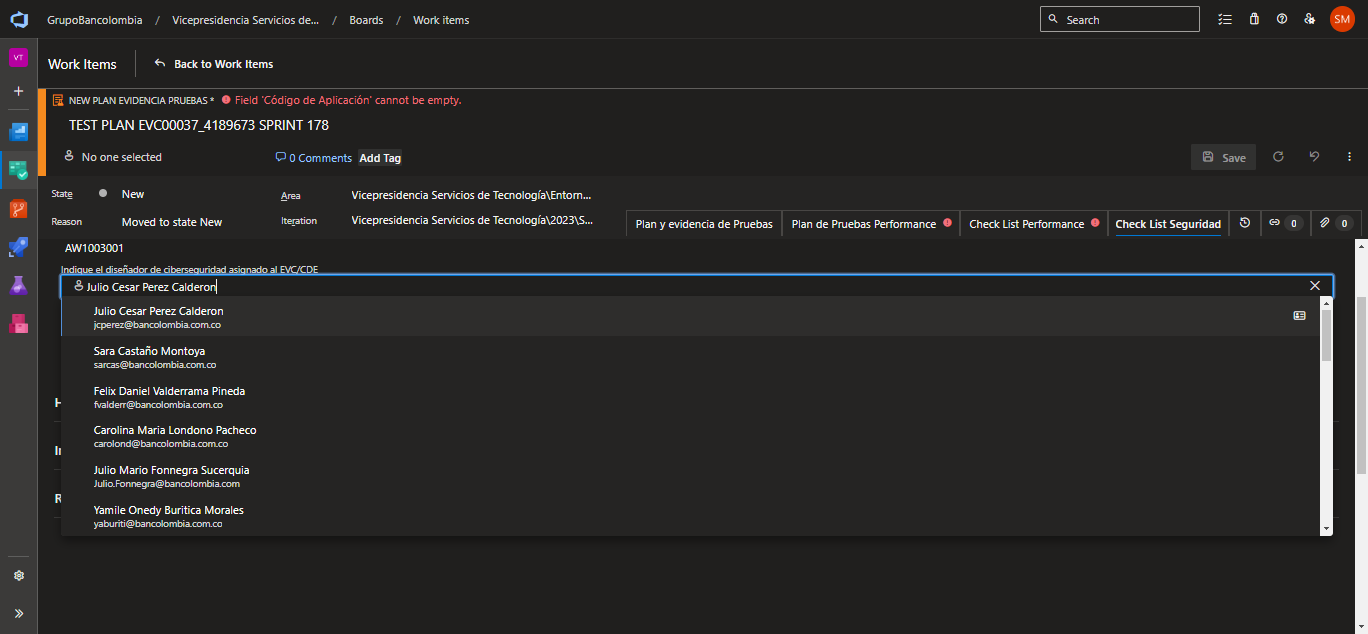 GrupoBancolombia / Vicepresidencia Servicios de... / Boards / Work items
Search
SM
VT
Work Items
Back to Work Items
NEW PLAN EVIDENCIA PRUEBAS * Field 'Código de Aplicación' cannot be empty.
TEST PLAN EVC00037_4189673 SPRINT 178
No one selected
0 Comments
Add Tag
Save
State
New
Area
Vicepresidencia Servicios de Tecnología\Entorn...
Reason
Moved to state New
Iteration
Vicepresidencia Servicios de Tecnología\2023\S...
Plan y evidencia de Pruebas
Plan de Pruebas Performance
Check List Performance
Check List Seguridad
0
0
AW1003001
Indique el diseñador de ciberseguridad asignado al EVC/CDE
Julio Cesar Perez Calderon
Julio Cesar Perez Calderon
jcperez@bancolombia.com.co
Sara Castaño Montoya
sarcas@bancolombia.com.co
Felix Daniel Valderrama Pineda
fvalderr@bancolombia.com.co
Carolina Maria Londono Pacheco
carolond@bancolombia.com.co
Julio Mario Fonnegra Sucerquia
Julio.Fonnegra@bancolombia.com
Yamile Onedy Buritica Morales
yaburiti@bancolombia.com.co